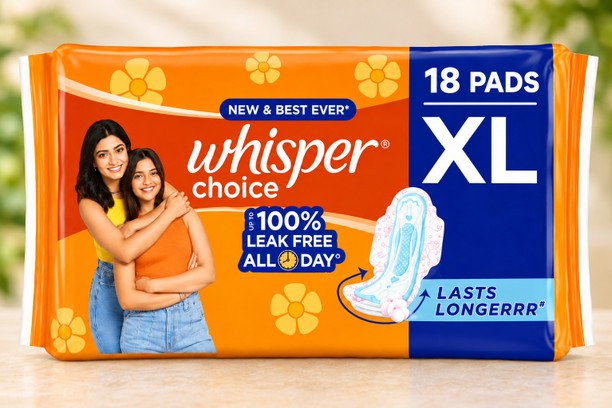 NEW & BEST EVER*
whisper®
choice
UP TO 100%
LEAK FREE
ALL DAY°
18 PADS
XL
LASTS
LONGERRR#